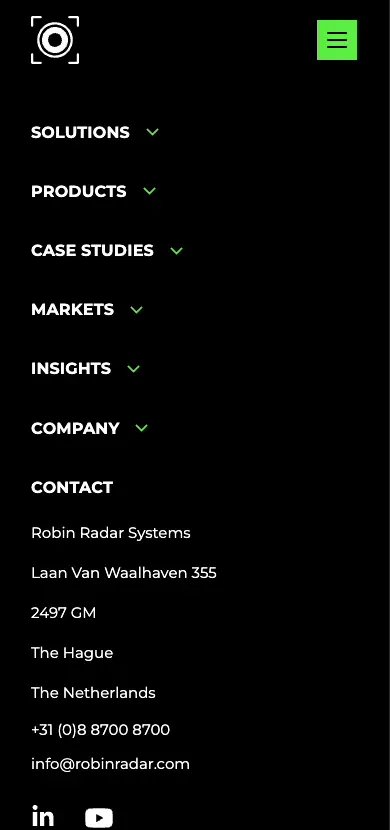 SOLUTIONS
PRODUCTS
CASE STUDIES
MARKETS
INSIGHTS
COMPANY
CONTACT
Robin Radar Systems
Laan Van Waalhaven 355
2497 GM
The Hague
The Netherlands
+31 (0)8 8700 8700
info@robinradar.com
in